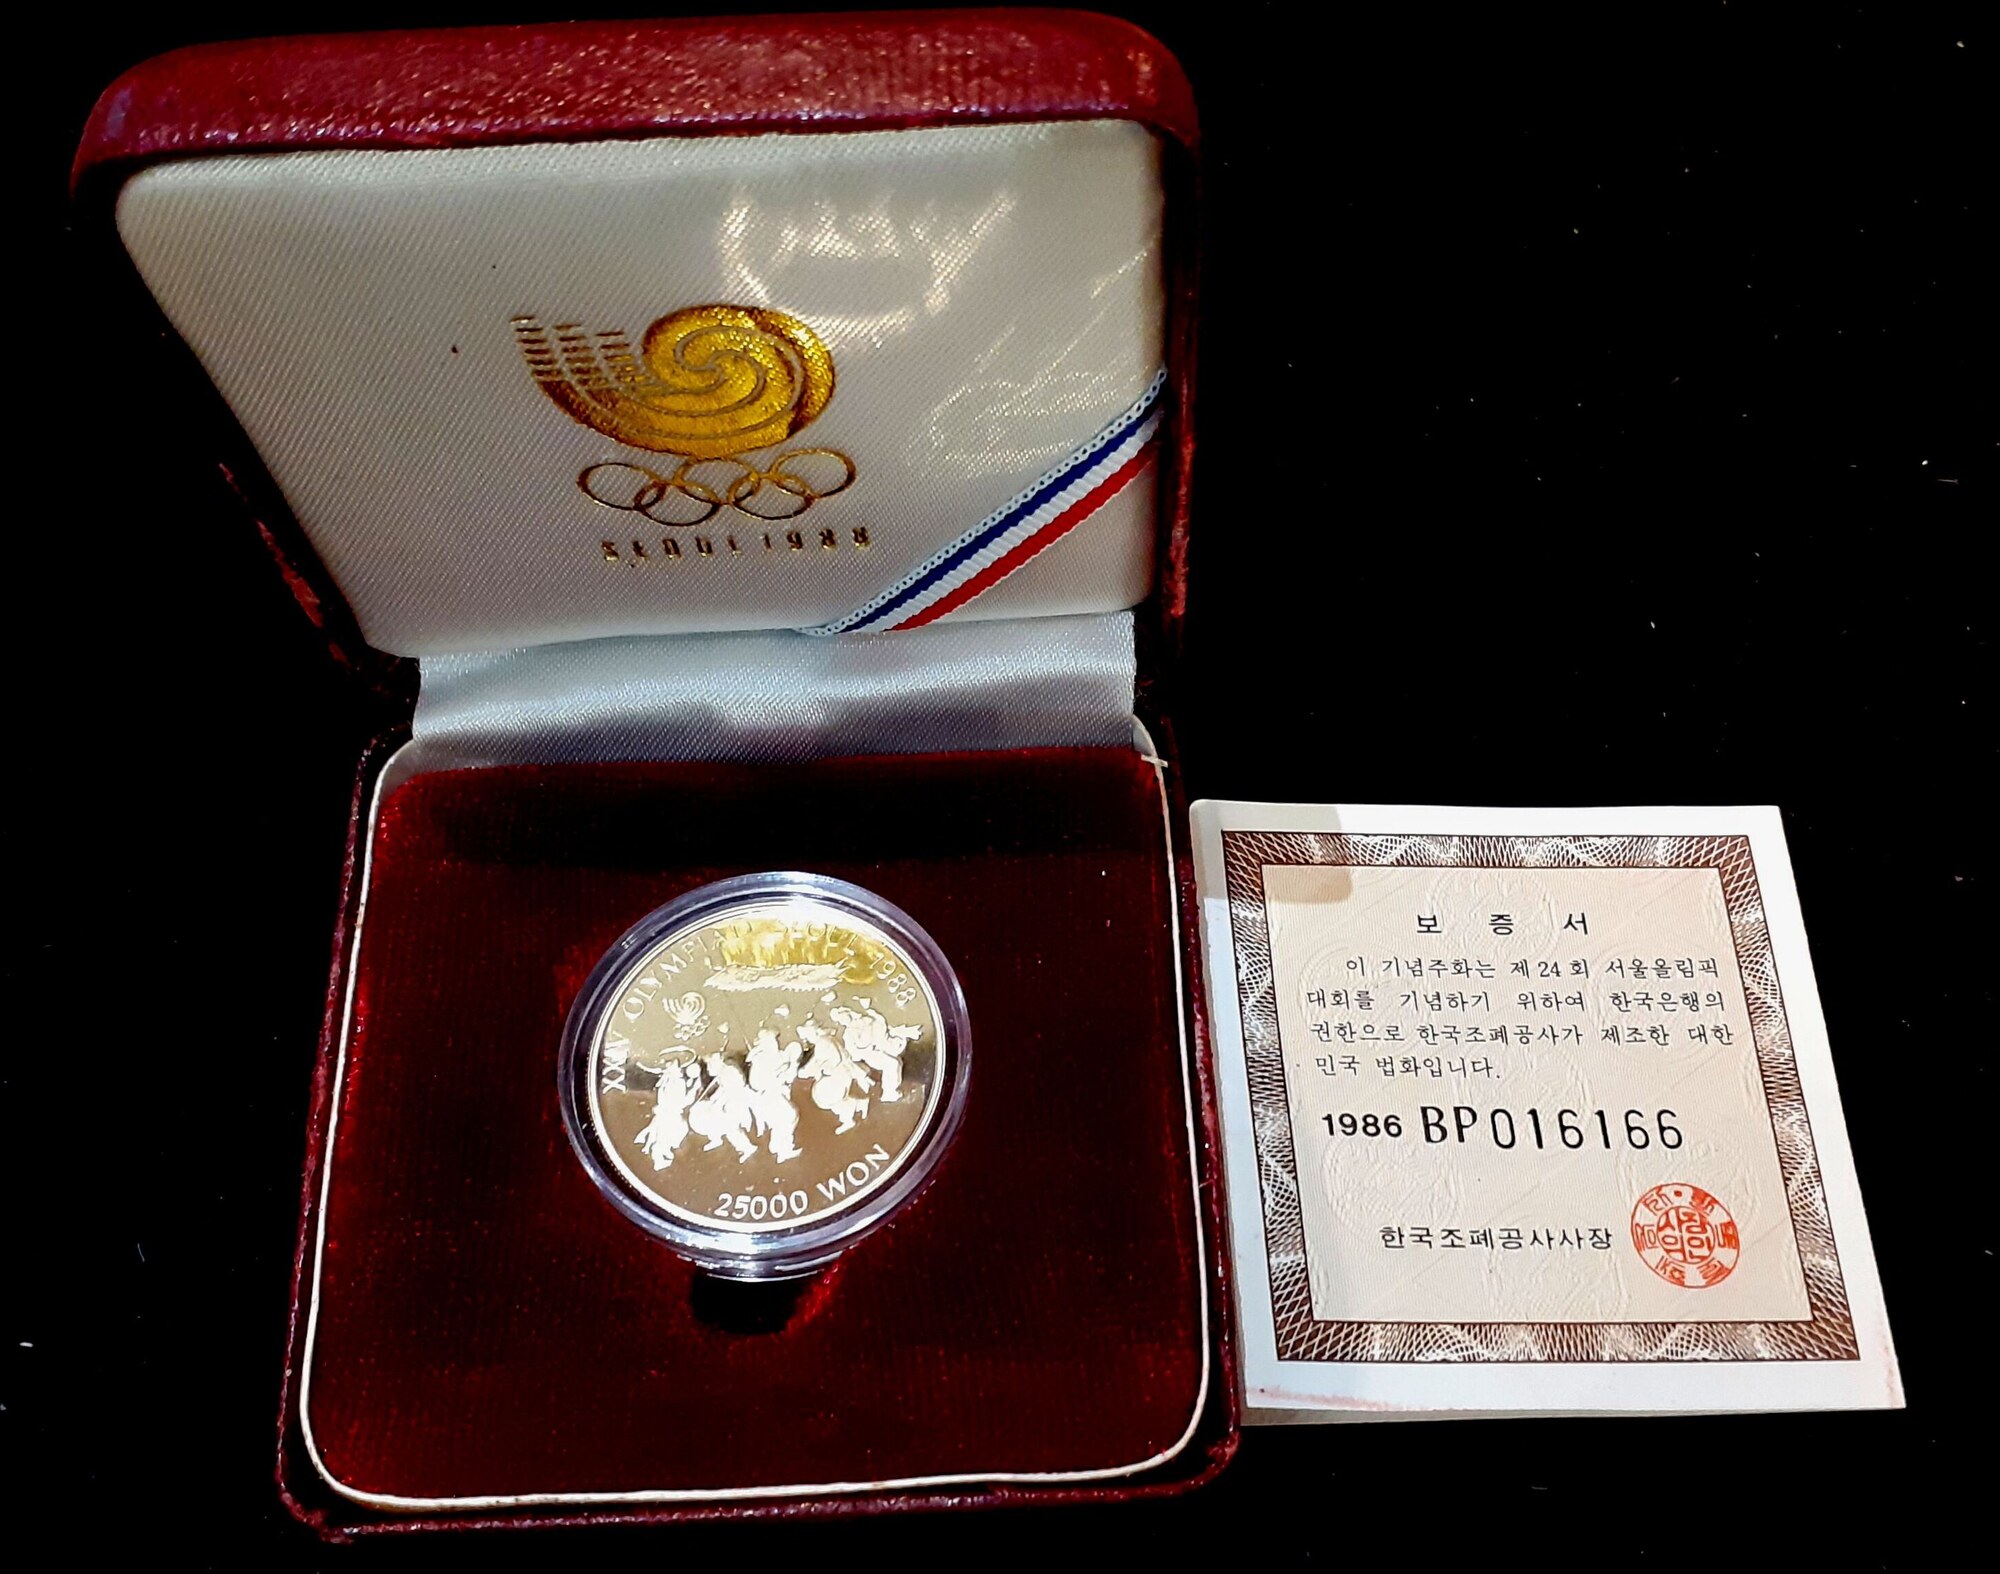 SEOUL 1988
XXIV OLYMPIAD SEOUL 1988
25000 WON
보 증 서
이 기념주화는 제 24 회 서울올림픽
대회를 기념하기 위하여 한국은행의
권한으로 한국조폐공사가 제조한 대한
민국 법화입니다.
1986 BP016166
한국조폐공사사장